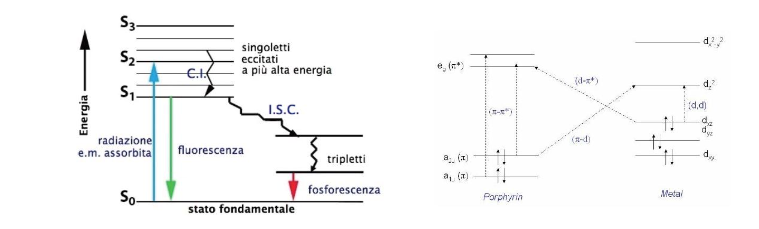 S3
S2
S1
S0
Energia
singoletti
eccitati
a più alta energia
C.I.
I.S.C.
radiazione
e.m. assorbita
fluorescenza
tripletti
fosforescenza
stato fondamentale
dx²-y²
eg (π*)
(d-π*)
dz²
(π-π*)
(d,d)
dxz
dyz
(π-d)
a2u (π)
dxy
a1u (π)
Porphyrin
Metal